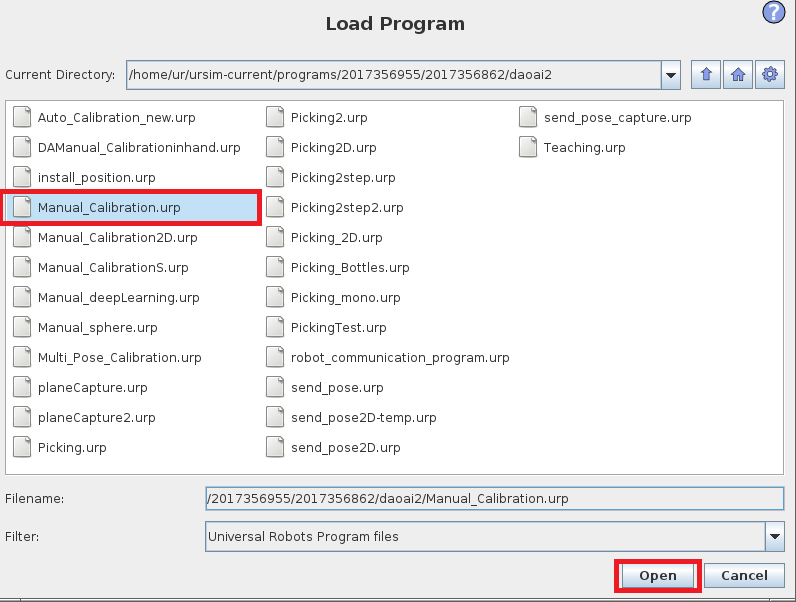 Load Program
?
Current Directory: /home/ur/ursim-current/programs/2017356955/2017356862/daoai2
Auto_Calibration_new.urp
DAManual_Calibrationinhand.urp
install_position.urp
Manual_Calibration.urp
Manual_Calibration2D.urp
Manual_CalibrationS.urp
Manual_deepLearning.urp
Manual_sphere.urp
Multi_Pose_Calibration.urp
planeCapture.urp
planeCapture2.urp
Picking.urp
Picking2.urp
Picking2D.urp
Picking2step.urp
Picking2step2.urp
Picking_2D.urp
Picking_Bottles.urp
Picking_mono.urp
PickingTest.urp
robot_communication_program.urp
send_pose.urp
send_pose2D-temp.urp
send_pose2D.urp
send_pose_capture.urp
Teaching.urp
Filename: /2017356955/2017356862/daoai2/Manual_Calibration.urp
Filter: Universal Robots Program files
Open Cancel